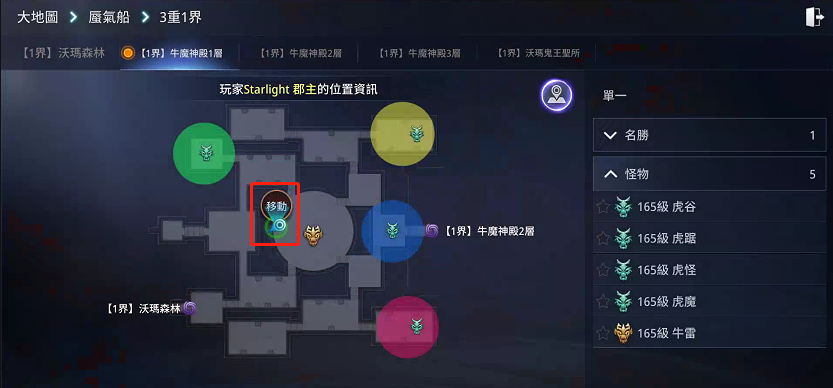 大地圖 > 蜃氣船 > 3重1界
【1界】沃瑪森林 【1界】牛魔神殿1層 【1界】牛魔神殿2層 【1界】牛魔神殿3層 【1界】沃瑪鬼王聖所
玩家Starlight 郡主的位置資訊
移動
【1界】牛魔神殿2層
【1界】沃瑪森林
單一
名勝 1
怪物 5
165級 虎谷
165級 虎踞
165級 虎怪
165級 虎魔
165級 牛雷